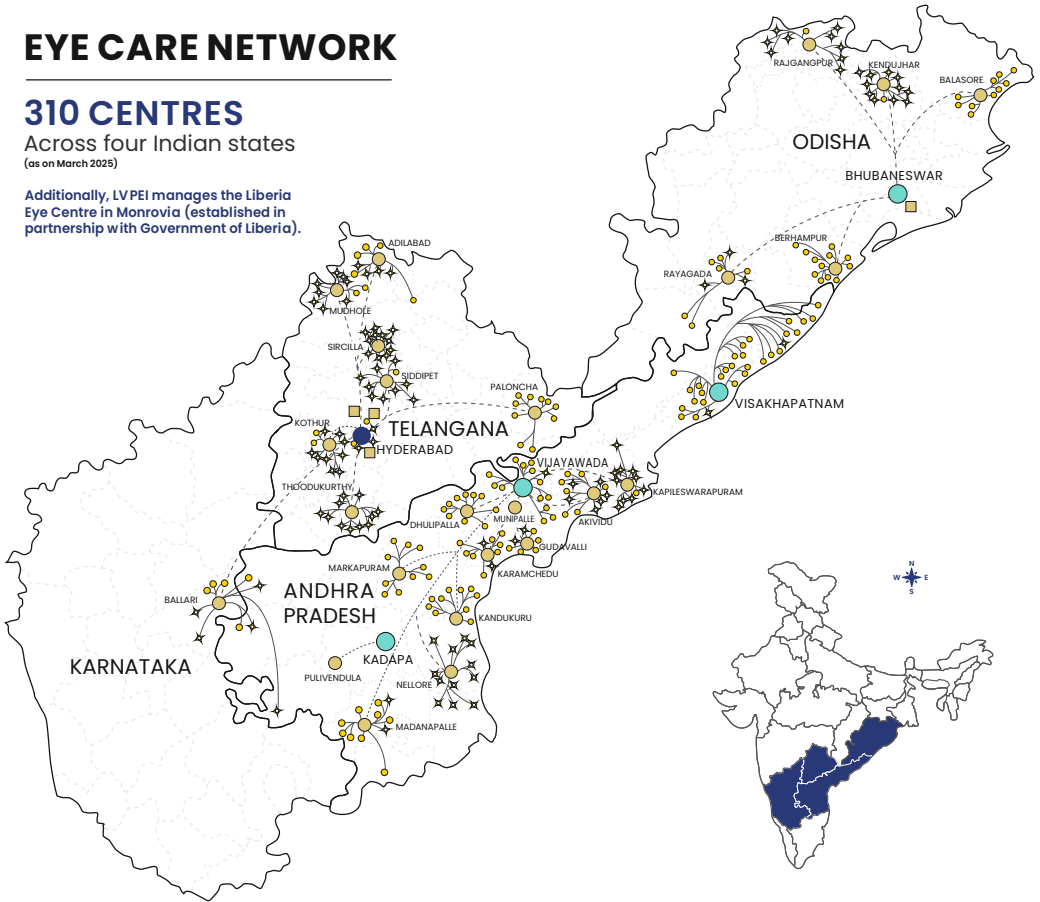 EYE CARE NETWORK
310 CENTRES
Across four Indian states
(as on March 2025)
Additionally, LVPEI manages the Liberia
Eye Centre in Monrovia (established in
partnership with Government of Liberia).
RAJGANGPUR
KENDUJHAR
BALASORE
ODISHA
BHUBANESWAR
BERHAMPUR
RAYAGADA
ADILABAD
MUDHOLE
SIRCILLA
SIDDIPET
PALONCHA
VISAKHAPATNAM
KOTHUR
TELANGANA
HYDERABAD
VIJAYAWADA
THOODUKURTHY
KAPILESWARAPURAM
MUNIPALLE
AKIVIDU
DHULIPALLA
GUDAVALLI
MARKAPURAM
KARAMCHEDU
ANDHRA
PRADESH
BALLARI
KANDUKURU
KADAPA
KARNATAKA
PULIVENDULA
NELLORE
MADANAPALLE
N
W
E
S